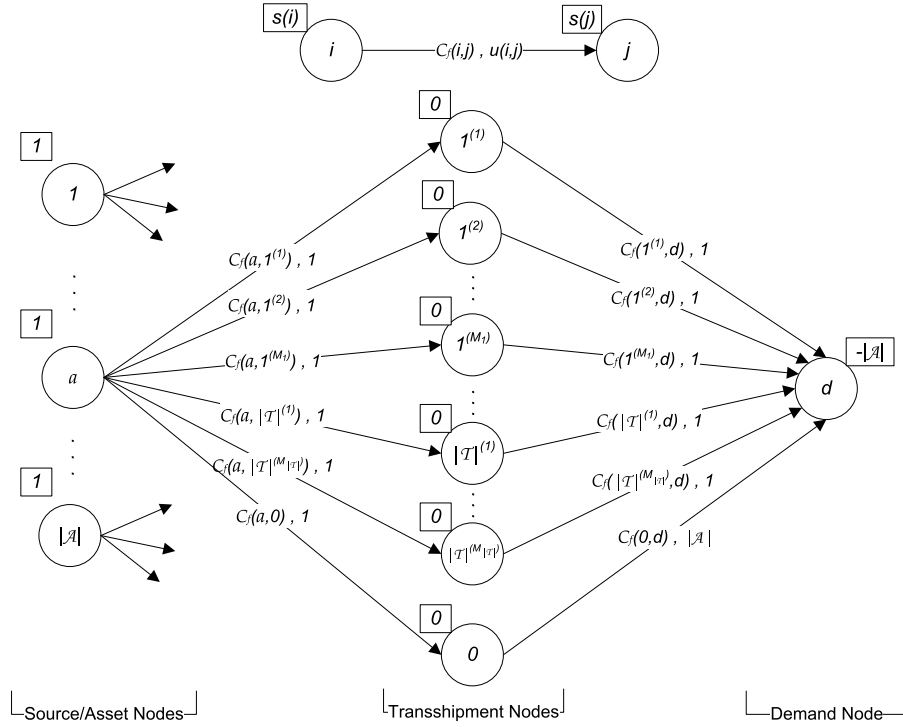 s(i)
s(j)
i
C_f(i,j) , u(i,j)
j
0
1^(1)
1
1
0
1^(2)
C_f(a,1^(1)) , 1
C_f(1^(1),d) , 1
C_f(a,1^(2)) , 1
C_f(1^(2),d) , 1
1
0
1^(M_1)
a
C_f(a,1^(M_1)) , 1
C_f(1^(M_1),d) , 1
-|𝒜|
d
0
C_f(a, |𝒯|^(1)) , 1
C_f(|𝒯|^(1),d) , 1
|𝒯|^(1)
1
C_f(a, |𝒯|^(M_|𝒯|)) , 1
C_f(|𝒯|^(M_|𝒯|),d) , 1
0
|𝒜|
C_f(a,0) , 1
|𝒯|^(M_|𝒯|)
C_f(0,d) , |𝒜|
0
0
Source/Asset Nodes
Transshipment Nodes
Demand Node